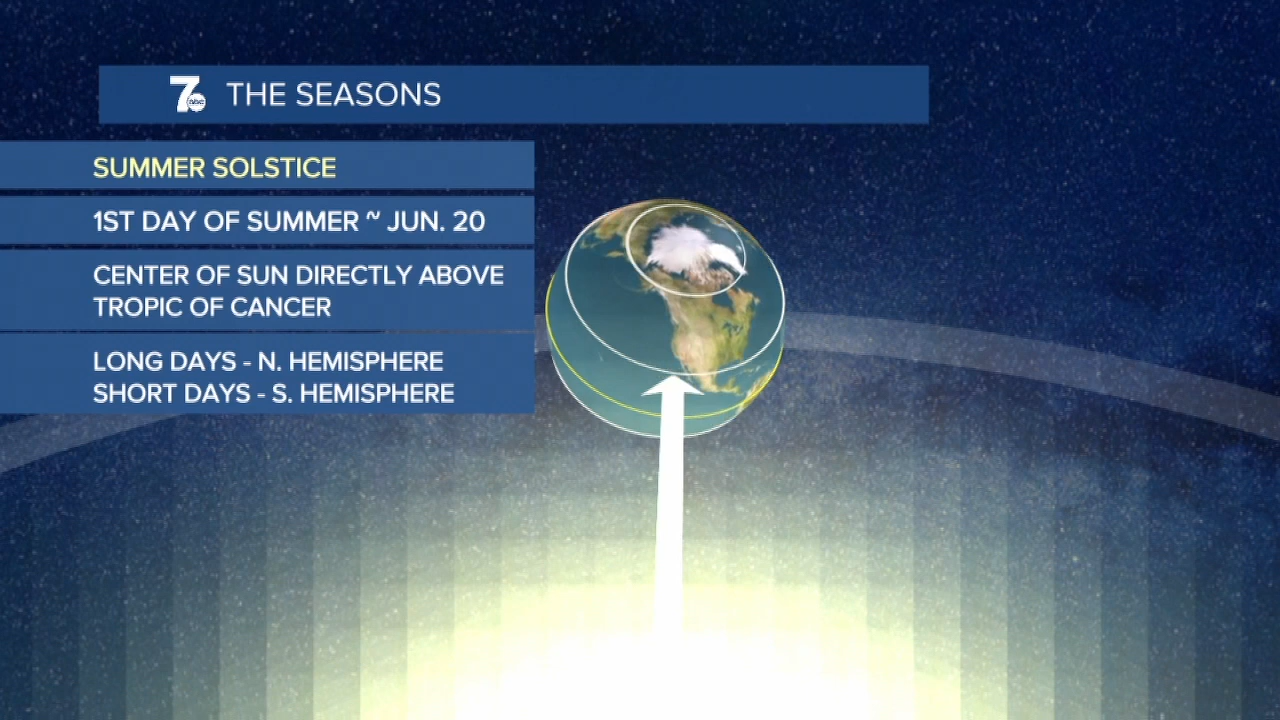 7 abc THE SEASONS
SUMMER SOLSTICE
1ST DAY OF SUMMER ~ JUN. 20
CENTER OF SUN DIRECTLY ABOVE
TROPIC OF CANCER
LONG DAYS - N. HEMISPHERE
SHORT DAYS - S. HEMISPHERE